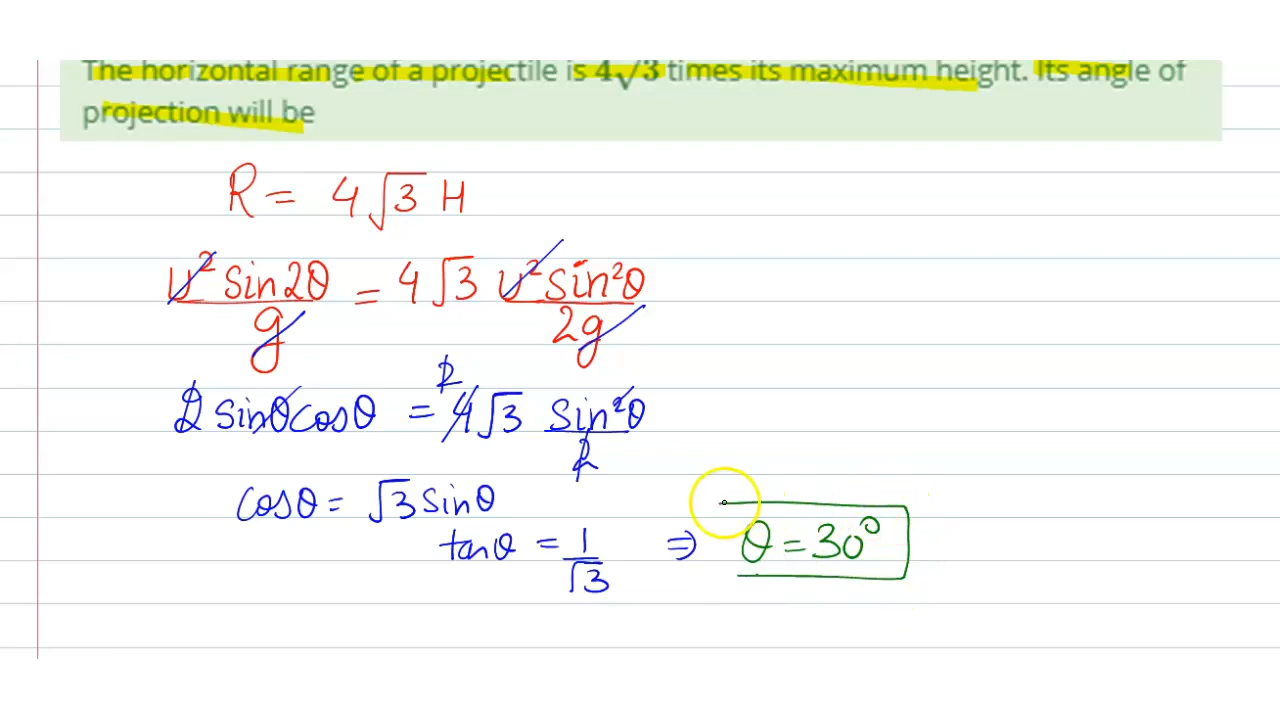 The horizontal range of a projectile is 4√3 times its maximum height. Its angle of
projection will be
R = 4√3 H
u² Sin2θ / g = 4√3 u² Sin²θ / 2g
2 Sinθ cosθ = 4√3 Sin²θ / 2
2
cosθ = √3 Sinθ
tanθ = 1/√3 ⇒ θ = 30°